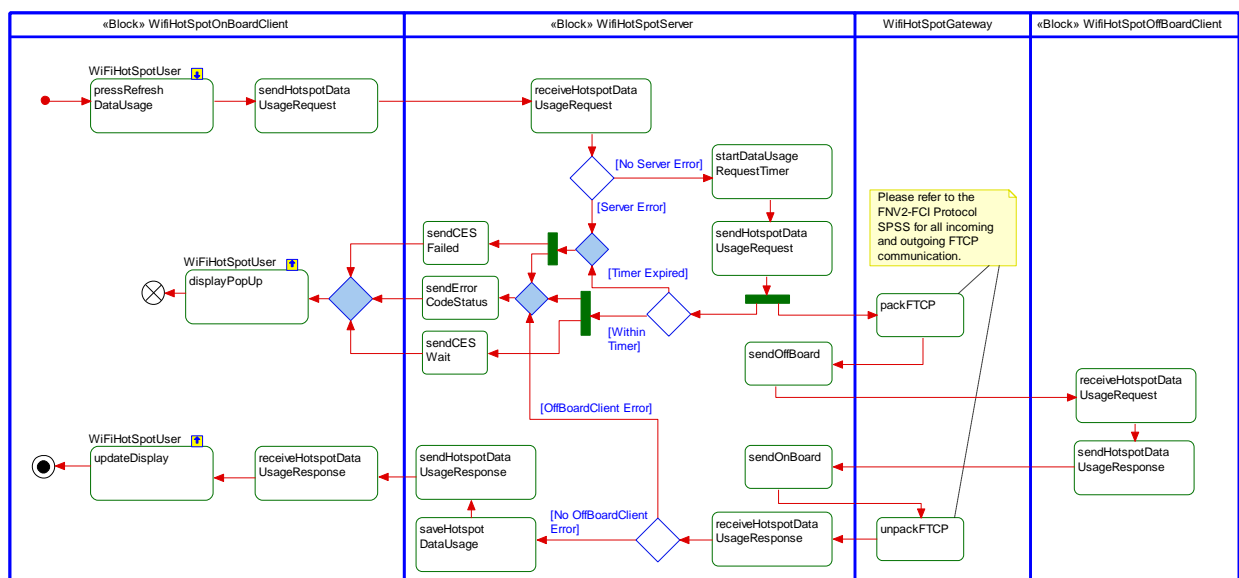 «Block» WifiHotSpotOnBoardClient
«Block» WifiHotSpotServer
WifiHotSpotGateway
«Block» WifiHotSpotOffBoardClient
WiFiHotSpotUser
pressRefresh
DataUsage
sendHotspotData
UsageRequest
receiveHotspotData
UsageRequest
[No Server Error]
startDataUsage
RequestTimer
[Server Error]
Please refer to the
FNV2-FCI Protocol
SPSS for all incoming
and outgoing FTCP
communication.
sendCES
Failed
sendHotspotData
UsageRequest
WiFiHotSpotUser
displayPopUp
[Timer Expired]
sendError
CodeStatus
packFTCP
[Within
Timer]
sendCES
Wait
sendOffBoard
receiveHotspotData
UsageRequest
[OffBoardClient Error]
WiFiHotSpotUser
updateDisplay
receiveHotspotData
UsageResponse
sendHotspotData
UsageResponse
sendOnBoard
sendHotspotData
UsageResponse
[No OffBoardClient
Error]
saveHotspot
DataUsage
receiveHotspotData
UsageResponse
unpackFTCP